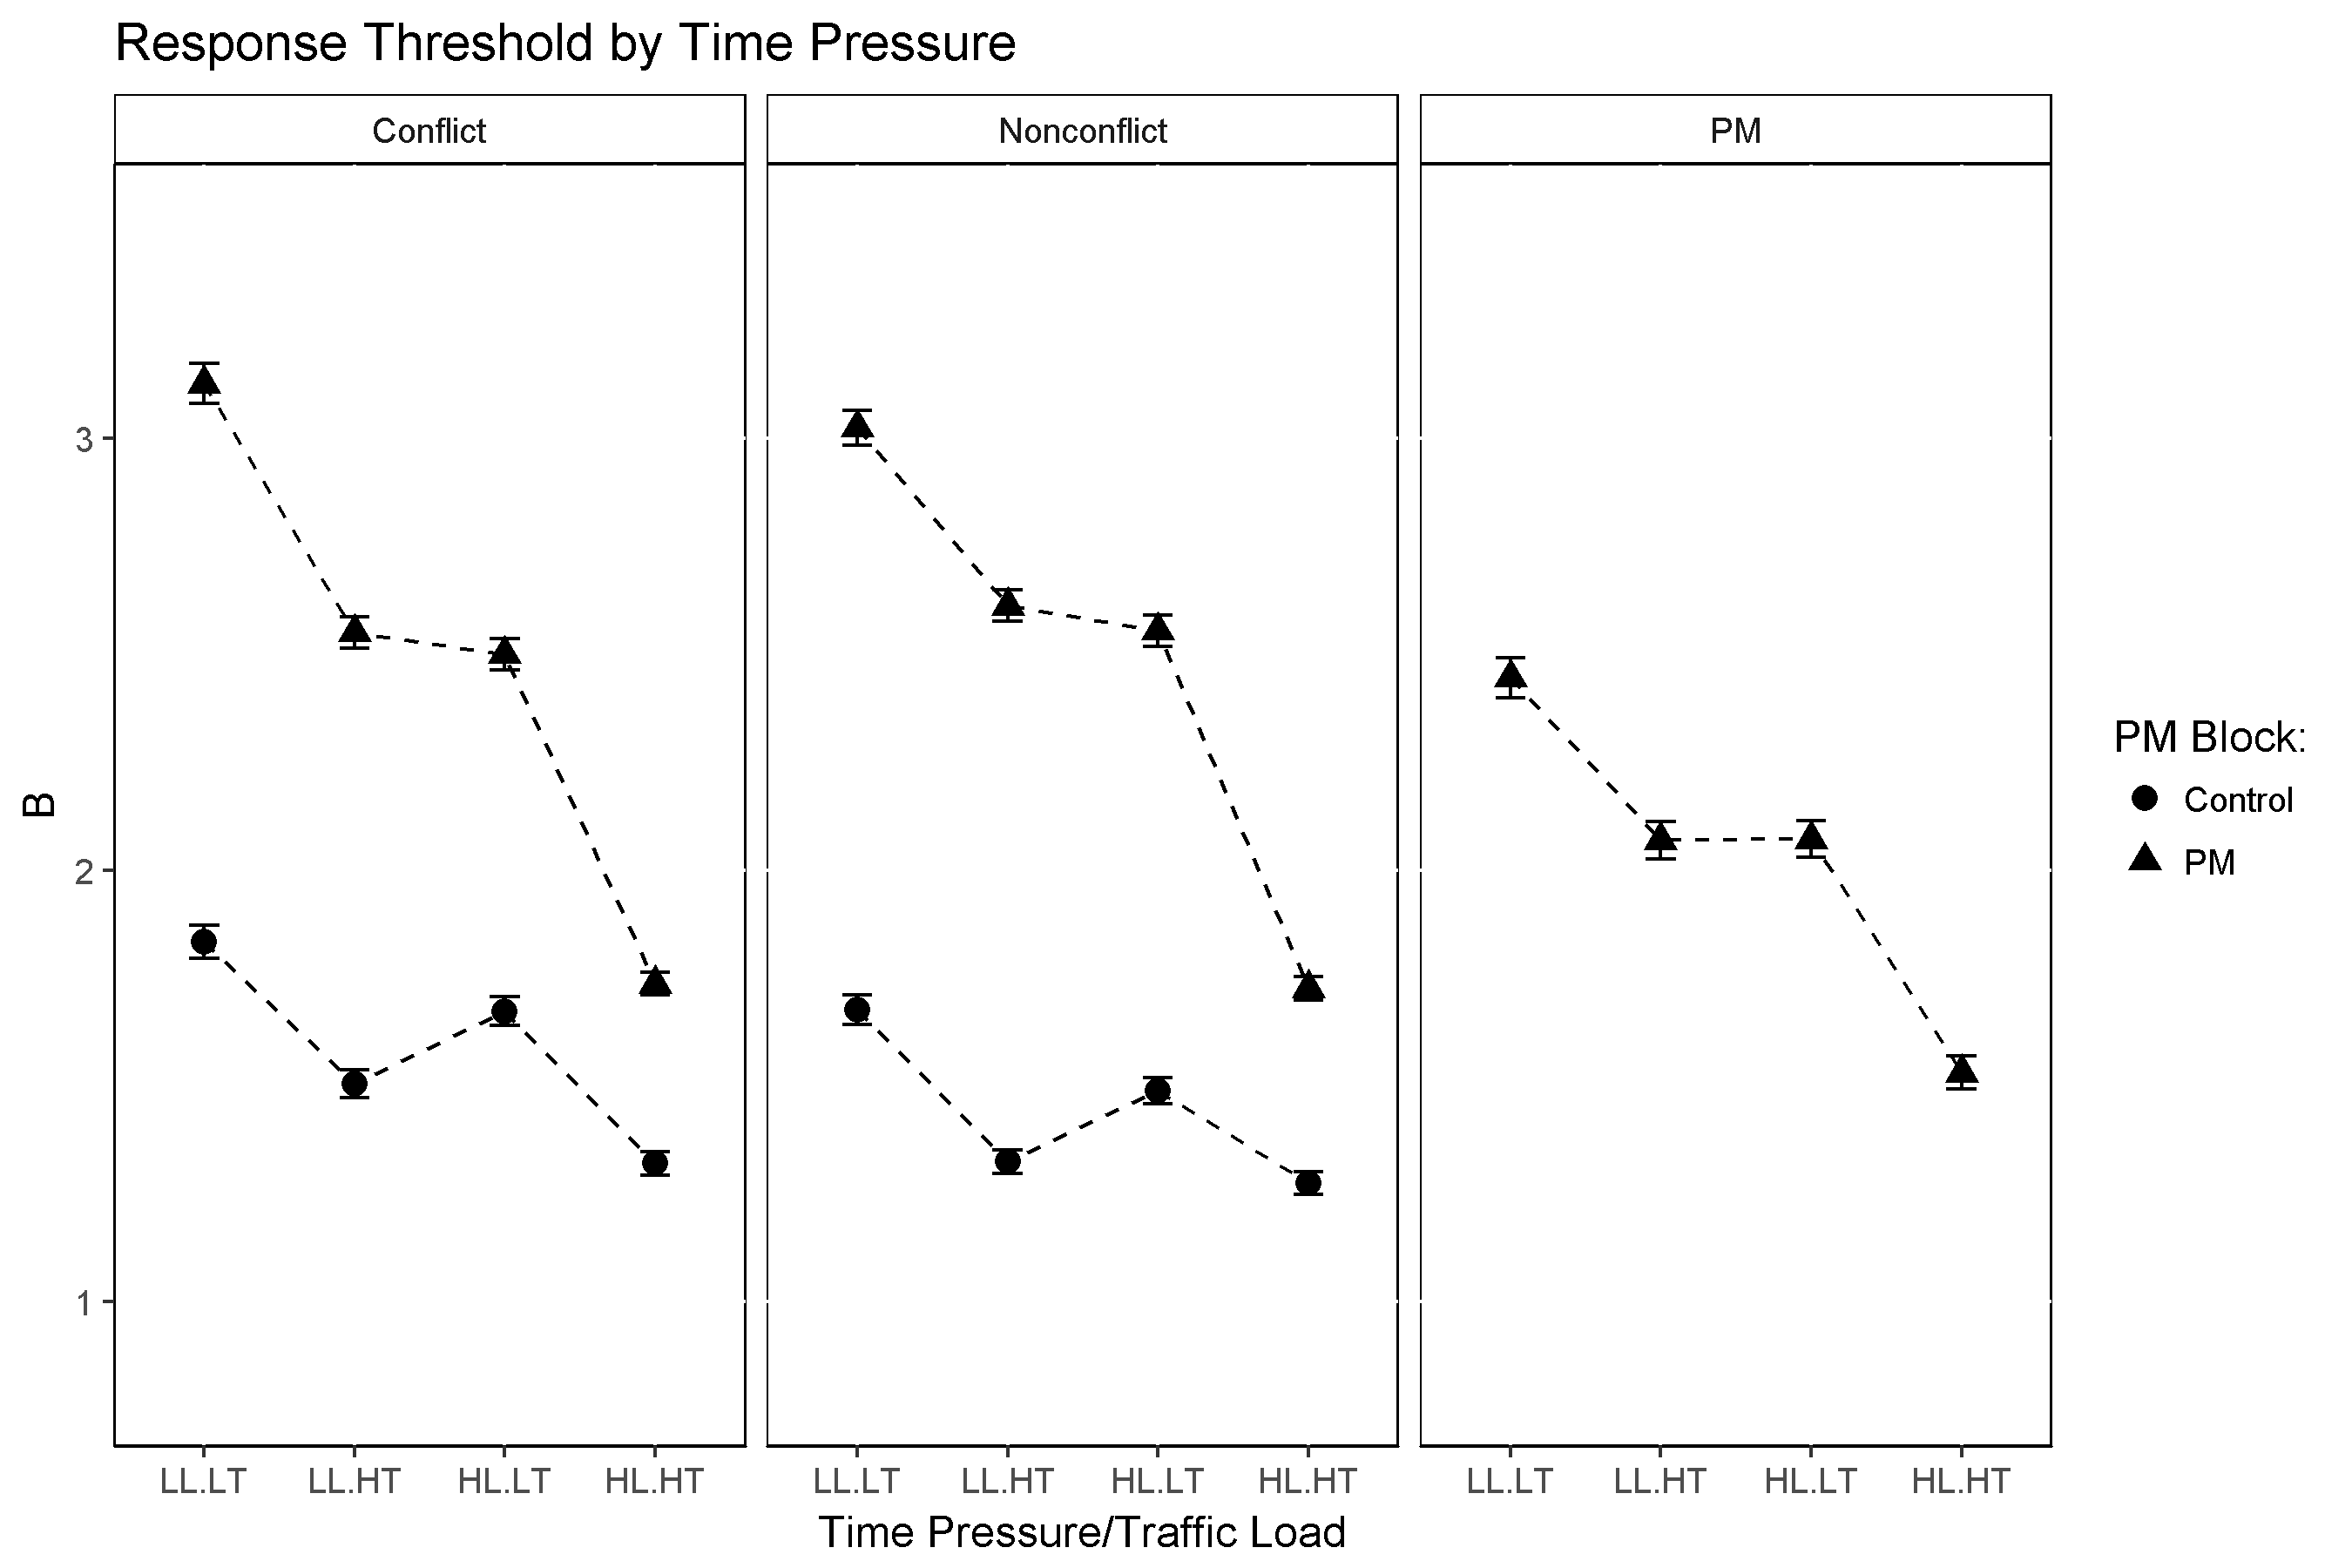 Response Threshold by Time Pressure
Conflict
Nonconflict
PM
B
3
2
1
LL.LT LL.HT HL.LT HL.HT
LL.LT LL.HT HL.LT HL.HT
LL.LT LL.HT HL.LT HL.HT
Time Pressure/Traffic Load
PM Block:
Control
PM